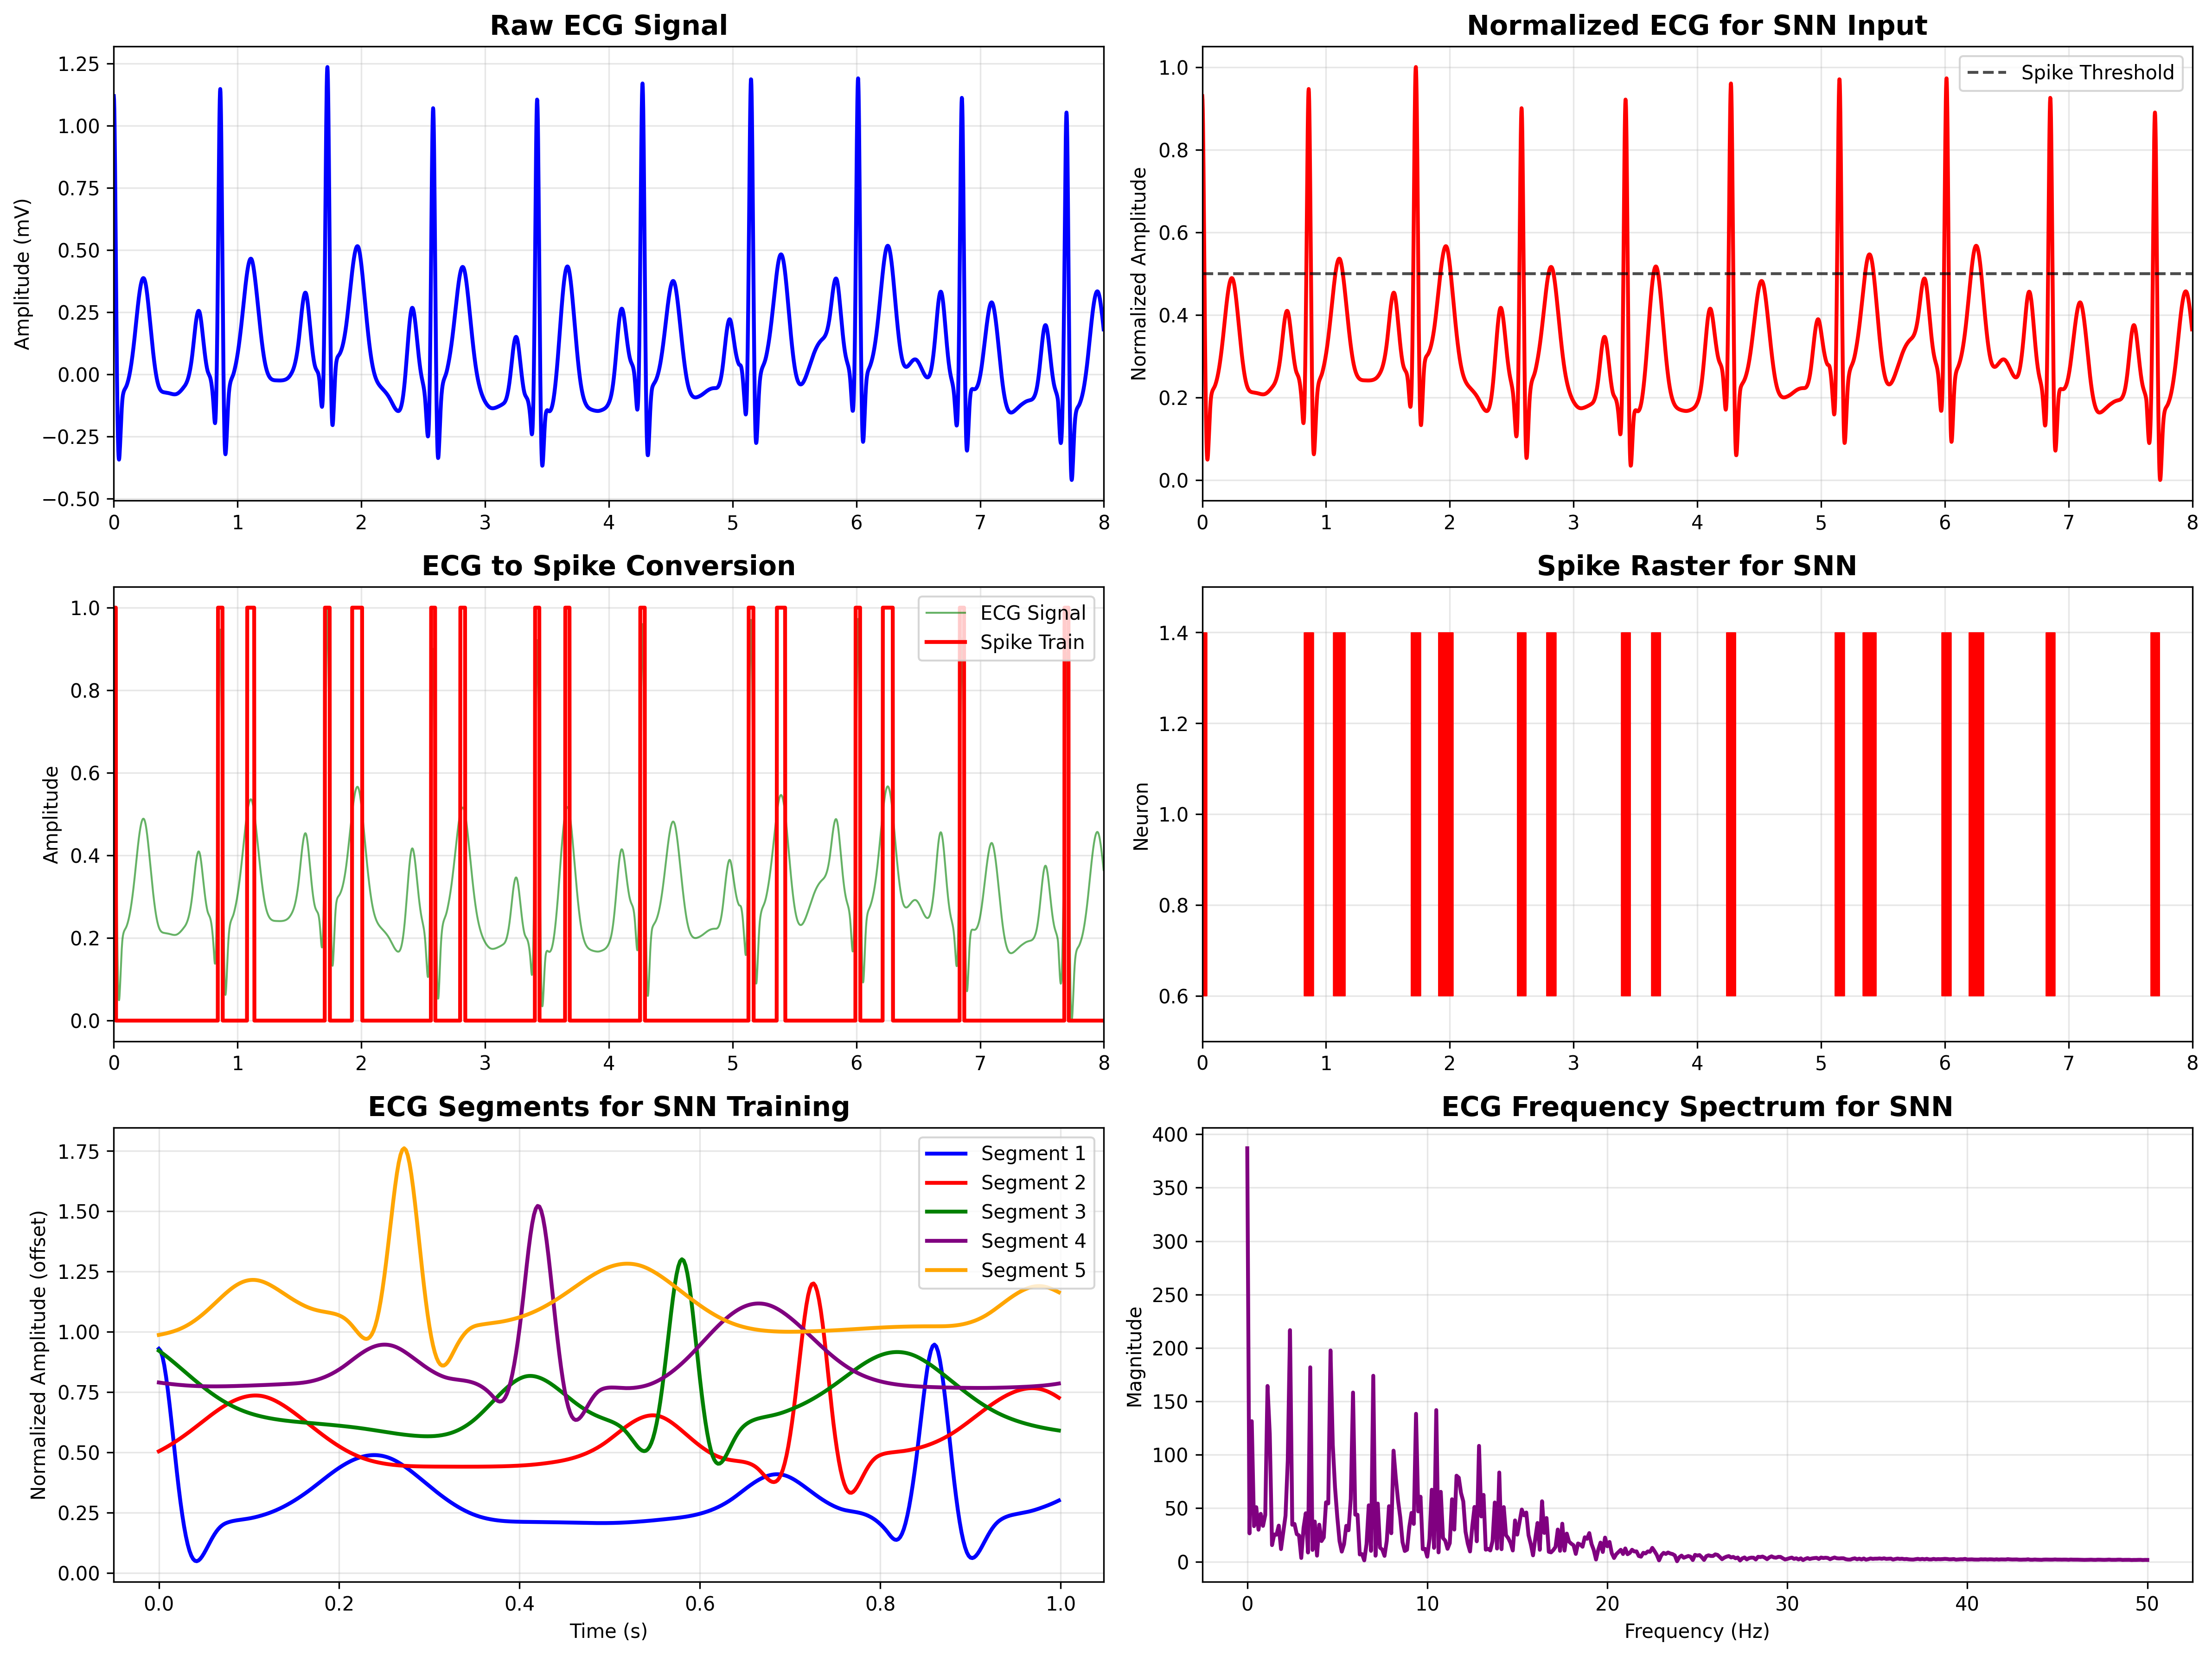 Raw ECG Signal
Amplitude (mV)
1.25
1.00
0.75
0.50
0.25
0.00
−0.25
−0.50
0 1 2 3 4 5 6 7 8
Normalized ECG for SNN Input
Normalized Amplitude
1.0
0.8
0.6
0.4
0.2
0.0
Spike Threshold
0 1 2 3 4 5 6 7 8
ECG to Spike Conversion
Amplitude
1.0
0.8
0.6
0.4
0.2
0.0
ECG Signal
Spike Train
0 1 2 3 4 5 6 7 8
Spike Raster for SNN
Neuron
1.4
1.2
1.0
0.8
0.6
0 1 2 3 4 5 6 7 8
ECG Segments for SNN Training
Normalized Amplitude (offset)
1.75
1.50
1.25
1.00
0.75
0.50
0.25
0.00
Segment 1
Segment 2
Segment 3
Segment 4
Segment 5
0.0 0.2 0.4 0.6 0.8 1.0
Time (s)
ECG Frequency Spectrum for SNN
Magnitude
400
350
300
250
200
150
100
50
0
0 10 20 30 40 50
Frequency (Hz)